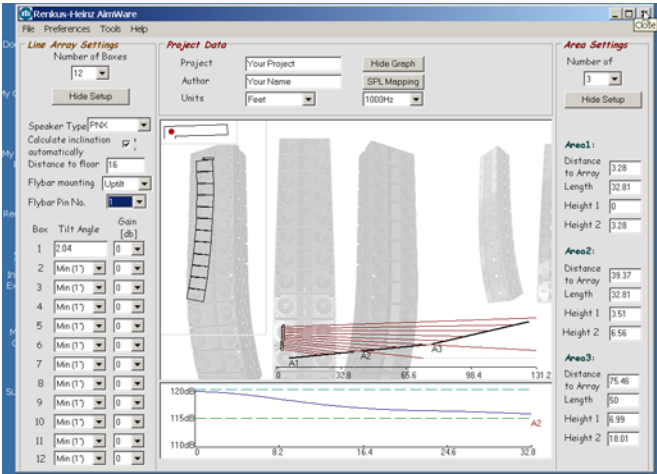 Renkus-Heinz AimWare
Close
File Preferences Tools Help
Line Array Settings
Number of Boxes
12
Hide Setup
Speaker Type PNX
Calculate inclination
automatically
Distance to floor 16
Flybar mounting Uptilt
Flybar Pin No. 1
Box Tilt Angle Gain
[db]
1 2.04 0
2 Min (1°) 0
3 Min (1°) 0
4 Min (1°) 0
5 Min (1°) 0
6 Min (1°) 0
7 Min (1°) 0
8 Min (1°) 0
9 Min (1°) 0
10 Min (1°) 0
11 Min (1°) 0
12 Min (1°) 0
Project Data
Project Your Project Hide Graph
Author Your Name SPL Mapping
Units Feet 1000Hz
A1 A2 A3
0 32.8 65.6 98.4 131.2
120dB
115dB
A2
110dB
0 8.2 16.4 24.6 32.8
Area Settings
Number of
3
Hide Setup
Area1:
Distance
to Array 3.28
Length 32.81
Height 1 0
Height 2 3.28
Area2:
Distance
to Array 39.37
Length 32.81
Height 1 3.51
Height 2 6.56
Area3:
Distance
to Array 75.46
Length 50
Height 1 6.99
Height 2 18.01